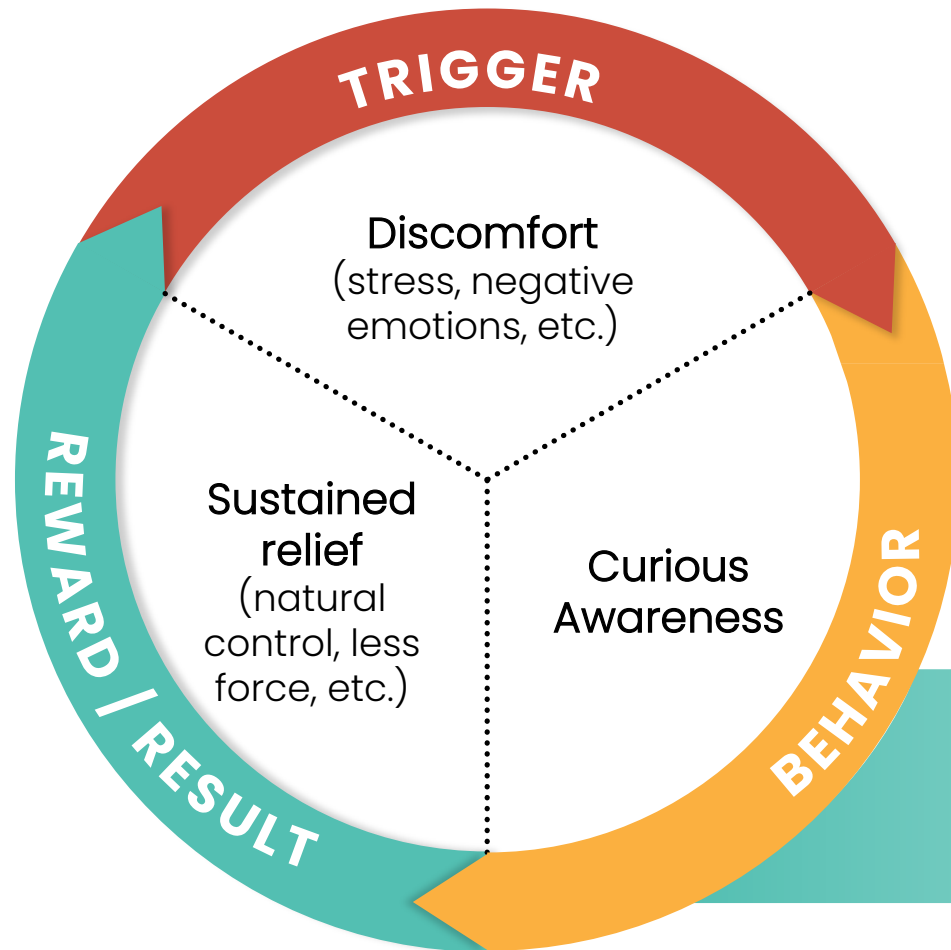 TRIGGER
Discomfort
(stress, negative
emotions, etc.)
BEHAVIOR
Curious
Awareness
REWARD / RESULT
Sustained
relief
(natural
control, less
force, etc.)